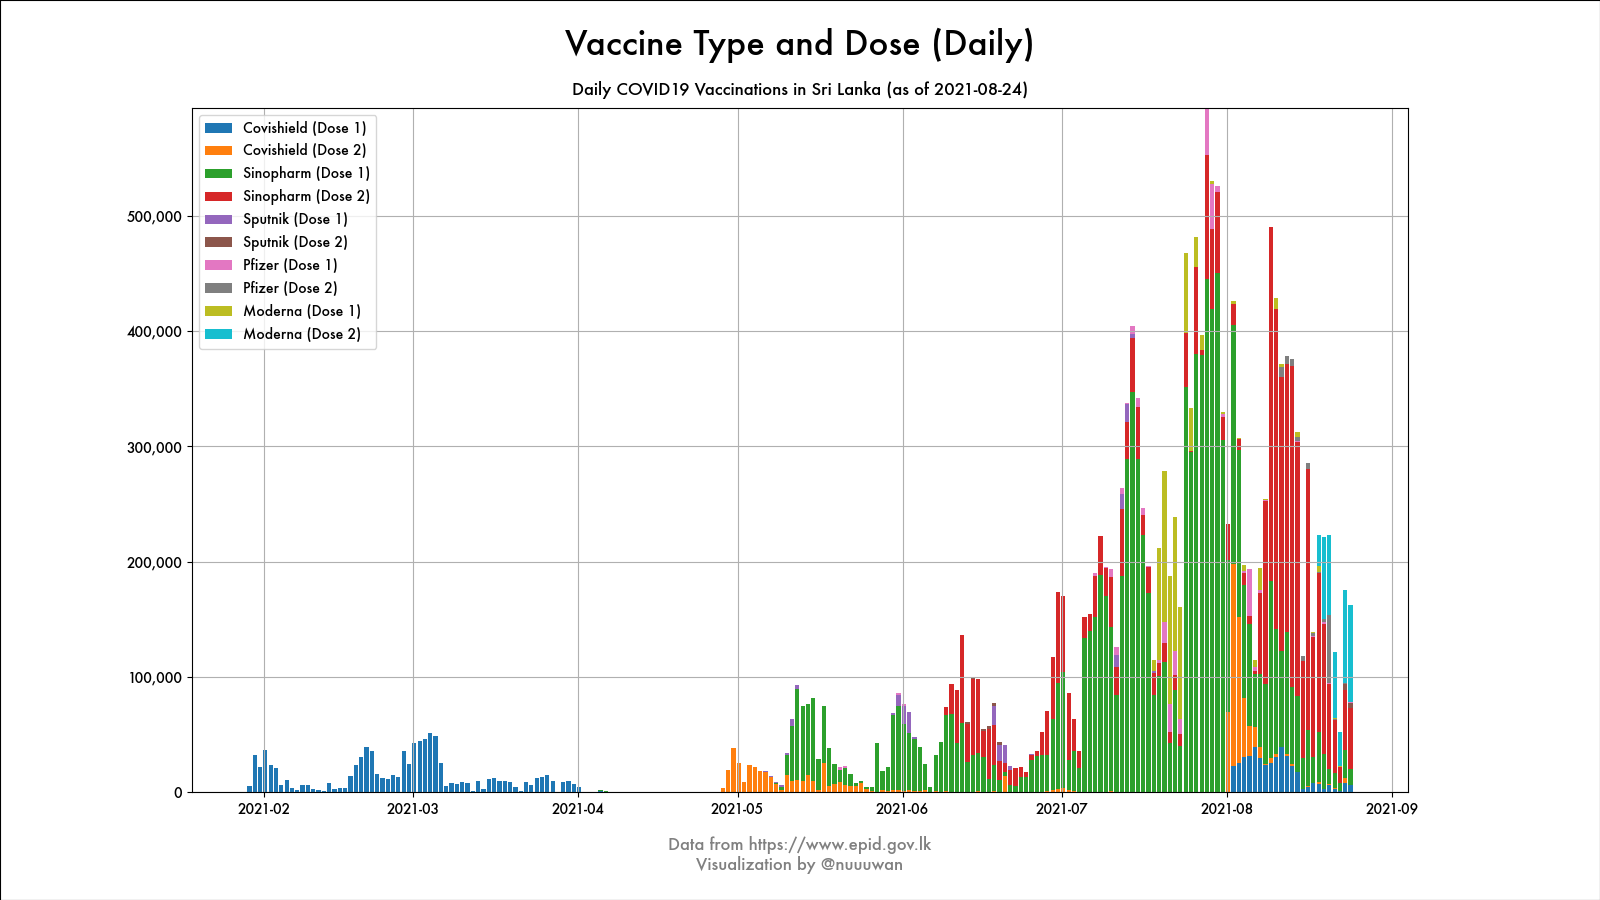 Vaccine Type and Dose (Daily)
Daily COVID19 Vaccinations in Sri Lanka (as of 2021-08-24)
Covishield (Dose 1)
Covishield (Dose 2)
Sinopharm (Dose 1)
Sinopharm (Dose 2)
Sputnik (Dose 1)
Sputnik (Dose 2)
Pfizer (Dose 1)
Pfizer (Dose 2)
Moderna (Dose 1)
Moderna (Dose 2)
500,000
400,000
300,000
200,000
100,000
0
2021-02 2021-03 2021-04 2021-05 2021-06 2021-07 2021-08 2021-09
Data from https://www.epid.gov.lk
Visualization by @nuuuwan